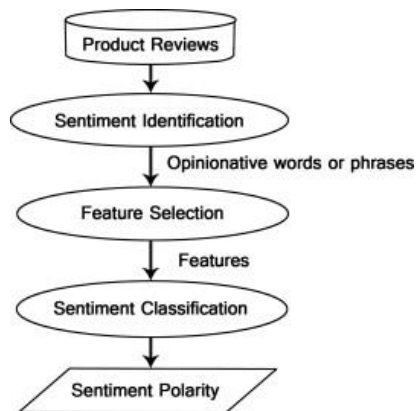 Product Reviews
Sentiment Identification
Opinionative words or phrases
Feature Selection
Features
Sentiment Classification
Sentiment Polarity